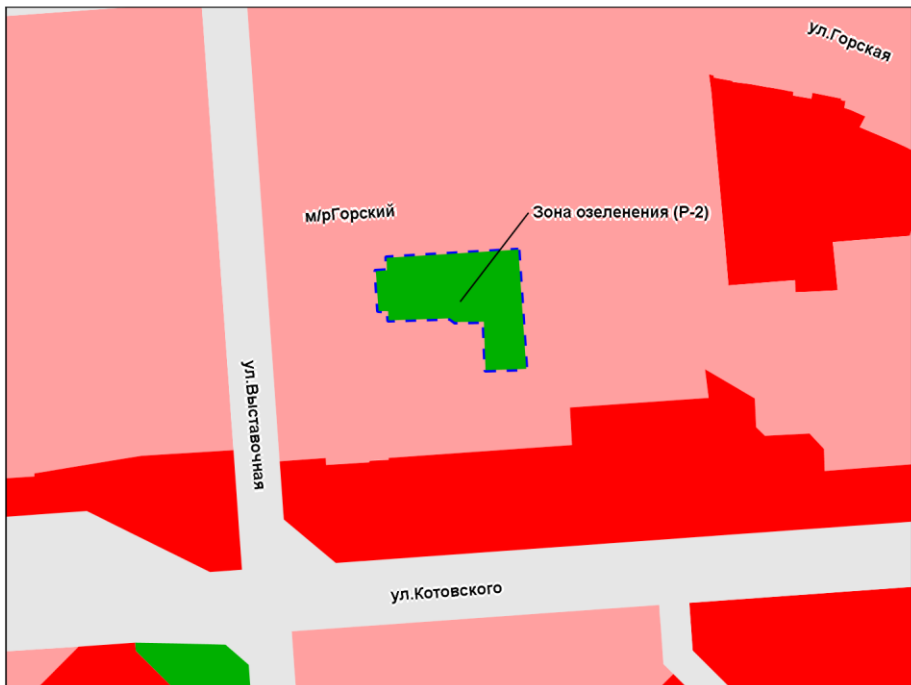 ул.Горская
м/рГорский
Зона озеленения (Р-2)
ул.Выставочная
ул.Котовского